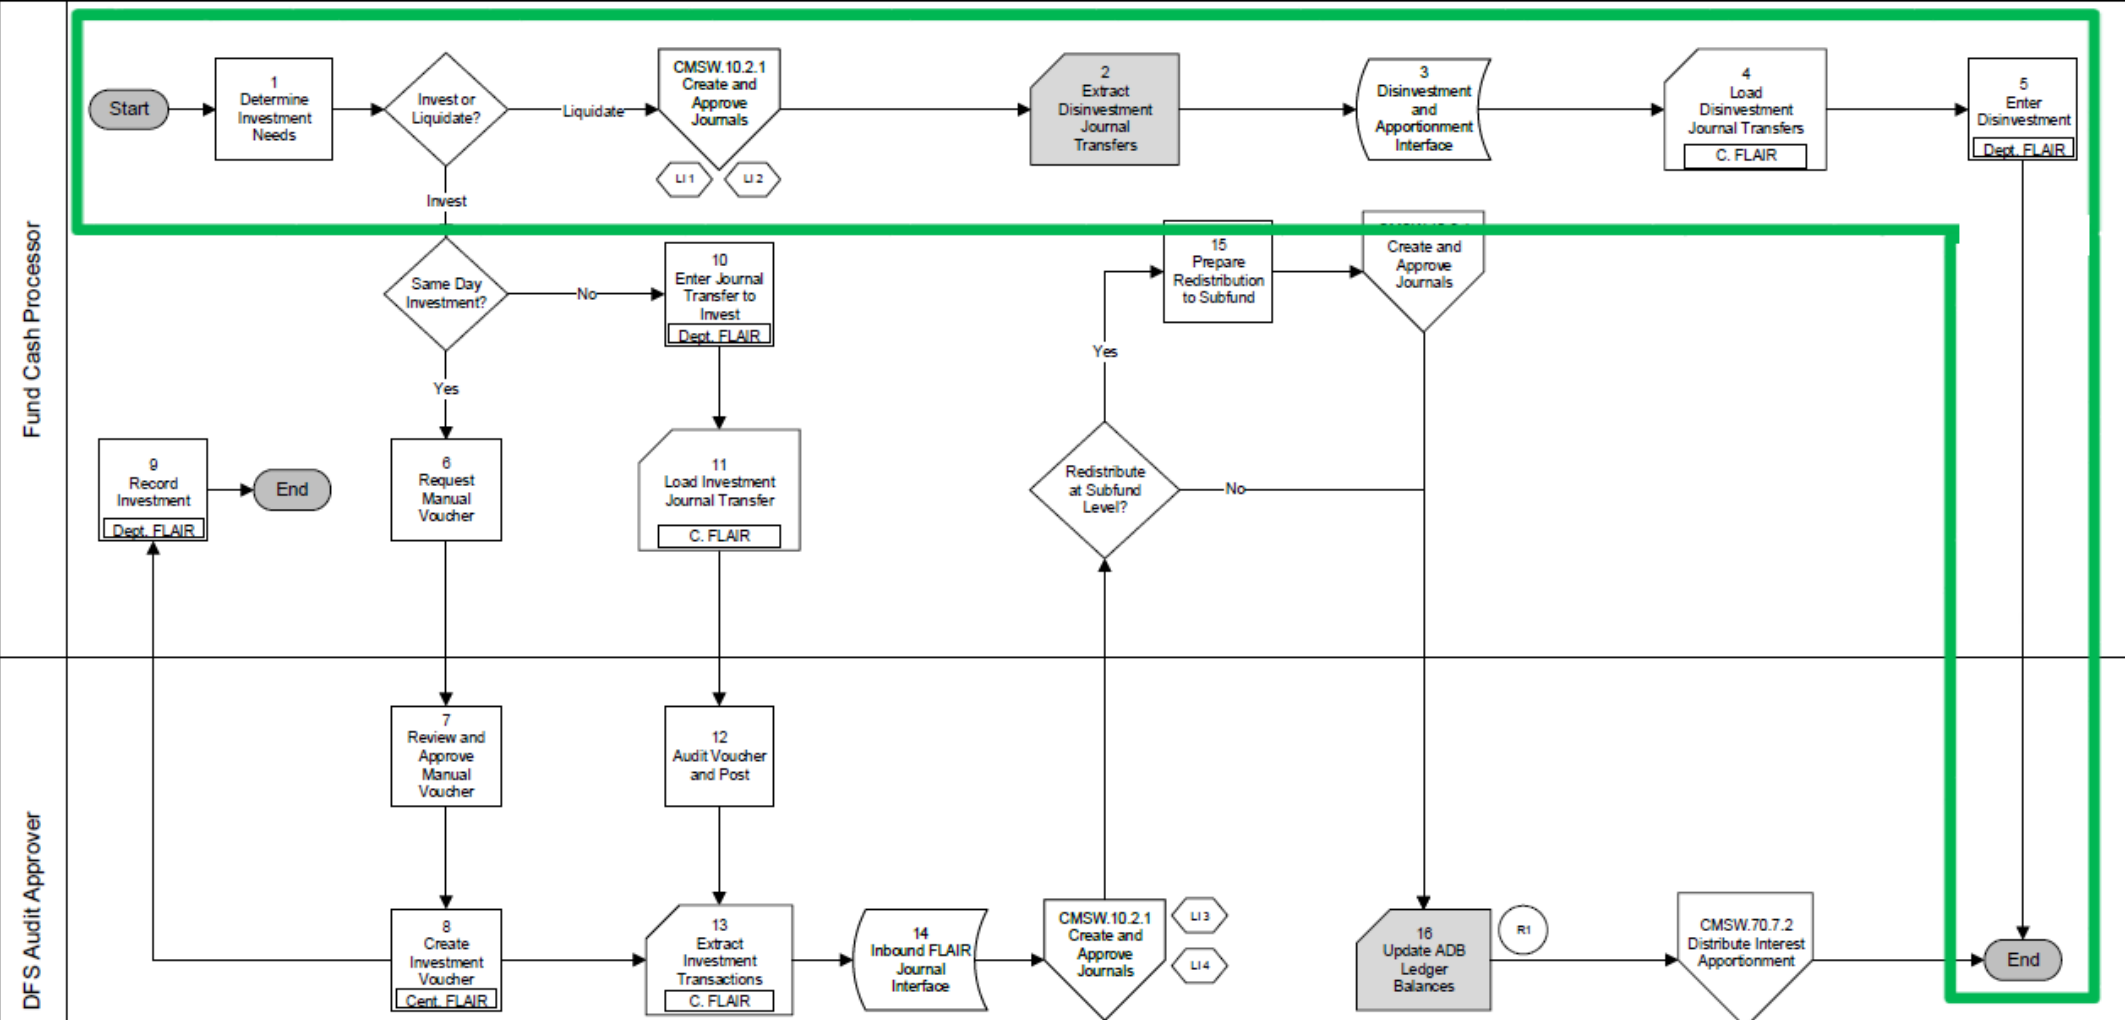 Fund Cash Processor
Start
1
Determine
Investment
Needs
Invest or
Liquidate?
Liquidate
CMSW.10.2.1
Create and
Approve
Journals
LI 1
LI 2
2
Extract
Disinvestment
Journal
Transfers
3
Disinvestment
and
Apportionment
Interface
4
Load
Disinvestment
Journal Transfers
C. FLAIR
5
Enter
Disinvestment
Dept. FLAIR
Invest
Same Day
Investment?
No
10
Enter Journal
Transfer to
Invest
Dept. FLAIR
15
Prepare
Redistribution
to Subfund
Create and
Approve
Journals
Yes
Yes
9
Record
Investment
Dept. FLAIR
End
6
Request
Manual
Voucher
11
Load Investment
Journal Transfer
C. FLAIR
Redistribute
at Subfund
Level?
No
DFS Audit Approver
7
Review and
Approve
Manual
Voucher
12
Audit Voucher
and Post
8
Create
Investment
Voucher
Cent. FLAIR
13
Extract
Investment
Transactions
C. FLAIR
14
Inbound FLAIR
Journal
Interface
CMSW.10.2.1
Create and
Approve
Journals
LI 3
LI 4
16
Update ADB
Ledger
Balances
R1
CMSW.70.7.2
Distribute Interest
Apportionment
End